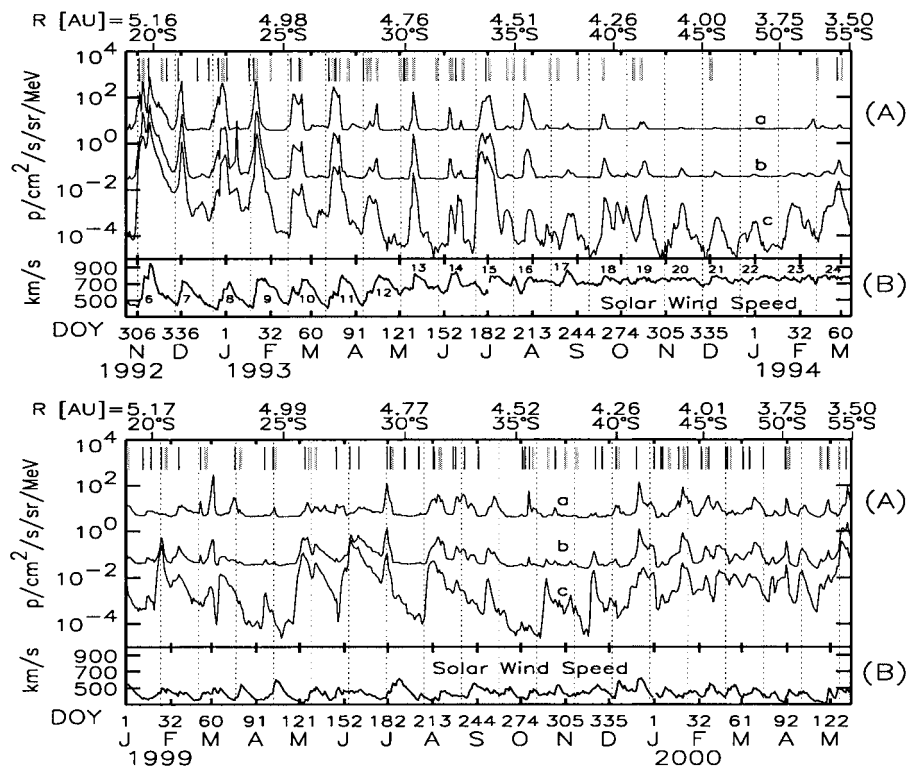 R [AU]= 5.16 4.98 4.76 4.51 4.26 4.00 3.75 3.50
20°S 25°S 30°S 35°S 40°S 45°S 50°S 55°S
10^4
10^2
10^0
10^-2
10^-4
p/cm^2/s/sr/MeV
a
b
c
(A)
900
700
500
km/s
6 7 8 9 10 11 12 13 14 15 16 17 18 19 20 21 22 23 24
Solar Wind Speed
(B)
DOY 306 336 1 32 60 91 121 152 182 213 244 274 305 335 1 32 60
N D J F M A M J J A S O N D J F M
1992 1993 1994
R [AU]= 5.17 4.99 4.77 4.52 4.26 4.01 3.75 3.50
20°S 25°S 30°S 35°S 40°S 45°S 50°S 55°S
10^4
10^2
10^0
10^-2
10^-4
p/cm^2/s/sr/MeV
a
b
c
(A)
900
700
500
km/s
Solar Wind Speed
(B)
DOY 1 32 60 91 121 152 182 213 244 274 305 335 1 32 61 92 122
J F M A M J J A S O N D J F M A M
1999 2000